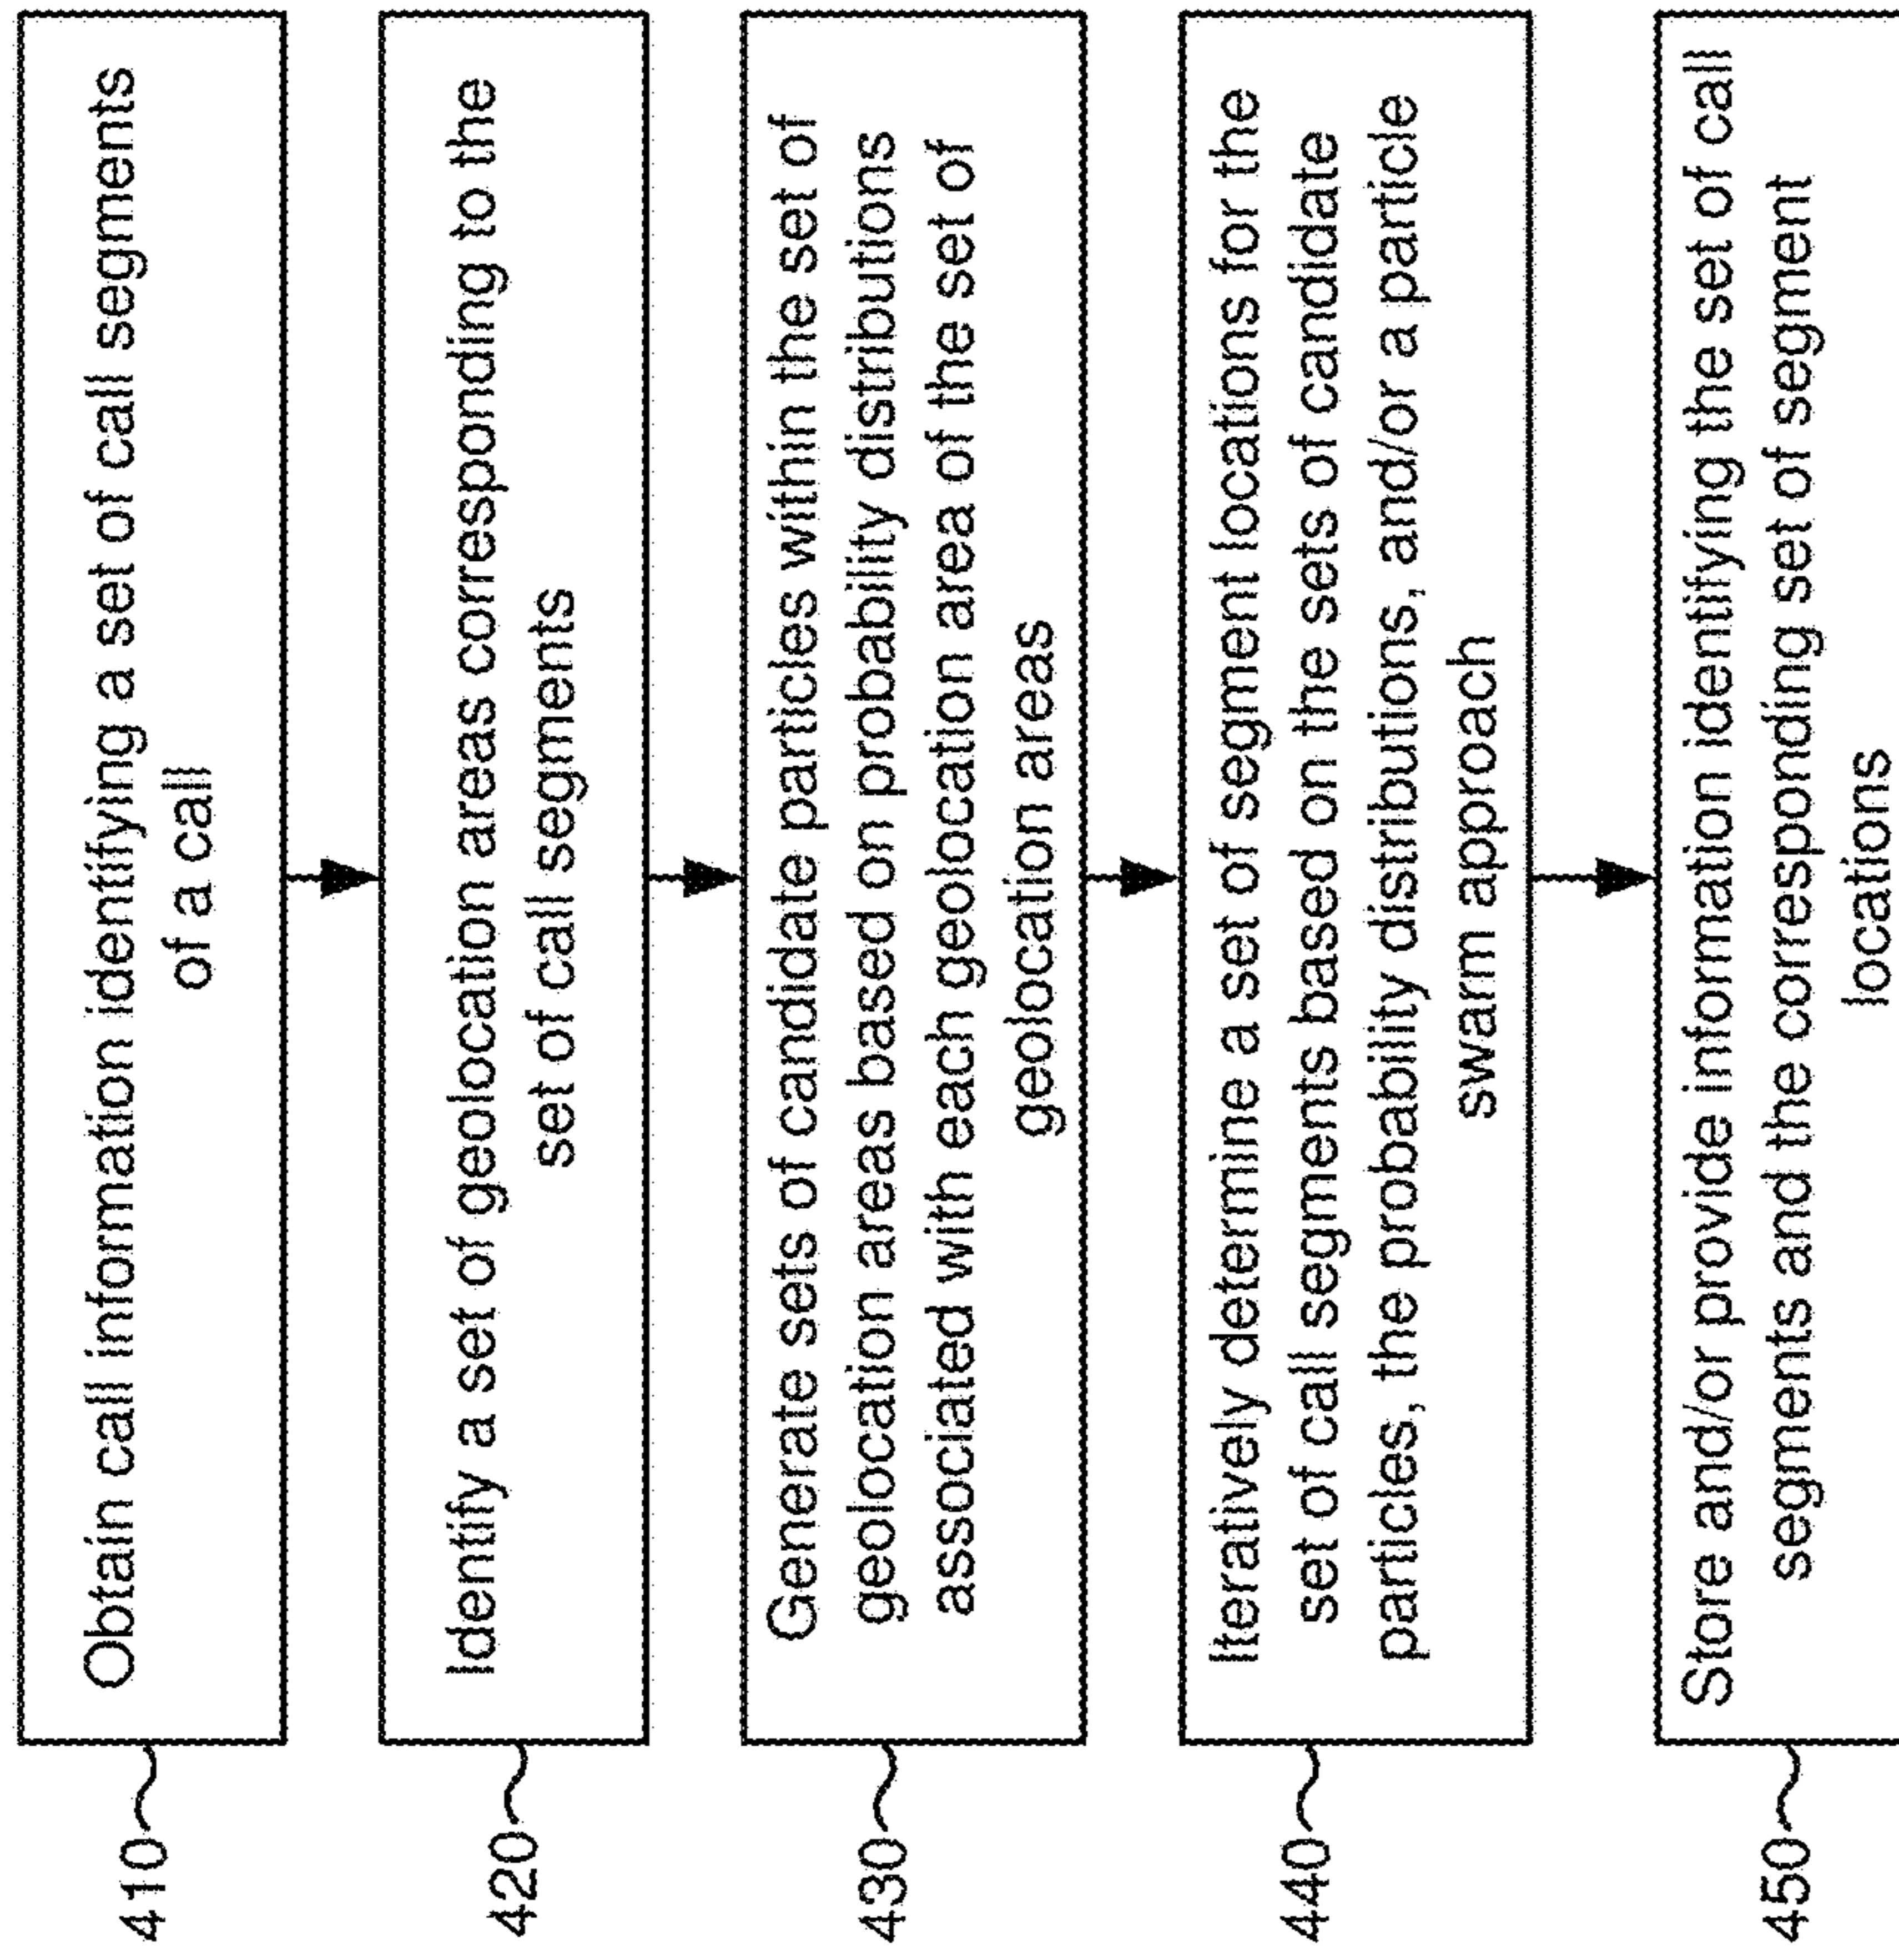 410
Obtain call information identifying a set of call segments
of a call
420
Identify a set of geolocation areas corresponding to the
set of call segments
430
Generate sets of candidate particles within the set of
geolocation areas based on probability distributions
associated with each geolocation area of the set of
geolocation areas
440
Iteratively determine a set of segment locations for the
set of call segments based on the sets of candidate
particles, the probability distributions, and/or a particle
swarm approach
450
Store and/or provide information identifying the set of call
segments and the corresponding set of segment
locations